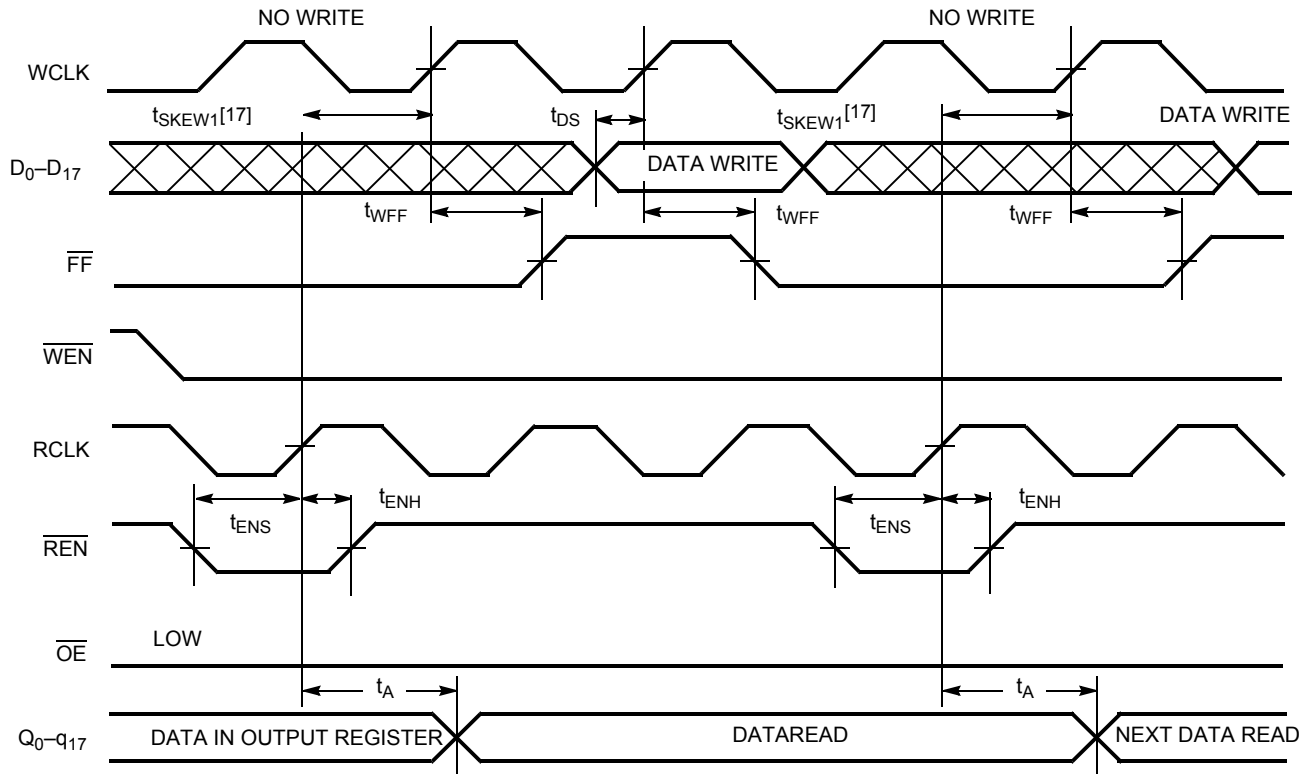 NO WRITE NO WRITE
WCLK
tSKEW1[17] tDS tSKEW1[17] DATA WRITE
D0–D17 DATA WRITE
tWFF tWFF tWFF
FF
WEN
RCLK
tENS tENH tENS tENH
REN
LOW
OE
tA tA
Q0–q17 DATA IN OUTPUT REGISTER DATAREAD NEXT DATA READ